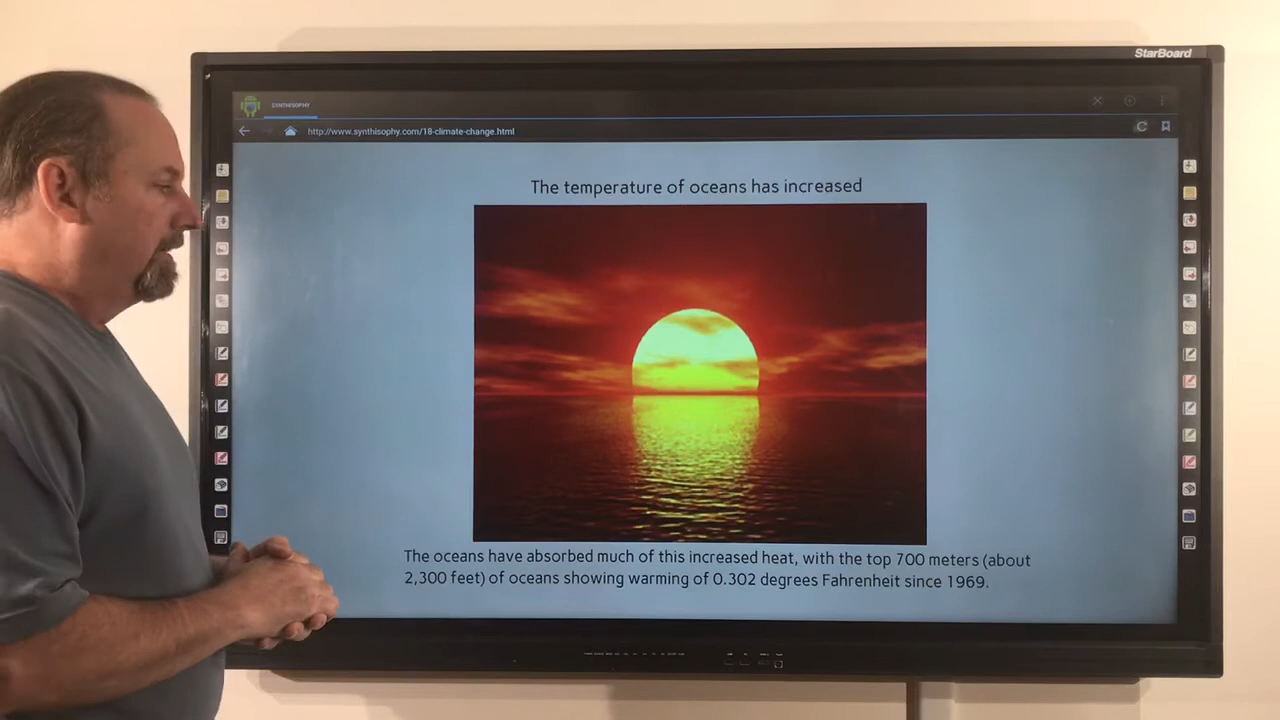 StarBoard
SYNTHISOPHY
http://www.synthisophy.com/18-climate-change.html
The temperature of oceans has increased
The oceans have absorbed much of this increased heat, with the top 700 meters (about
2,300 feet) of oceans showing warming of 0.302 degrees Fahrenheit since 1969.